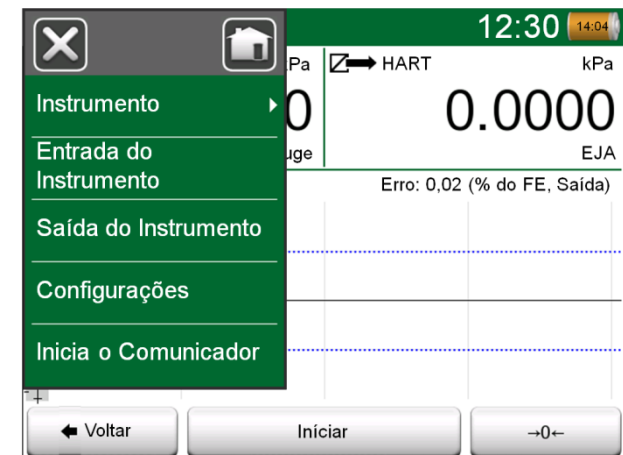 12:30 14:04
Pa HART kPa
Instrumento 0 0.0000
Entrada do uge EJA
Instrumento Erro: 0,02 (% do FE, Saída)
Saída do Instrumento
Configurações
Inicia o Comunicador
Voltar Iníciar →0←